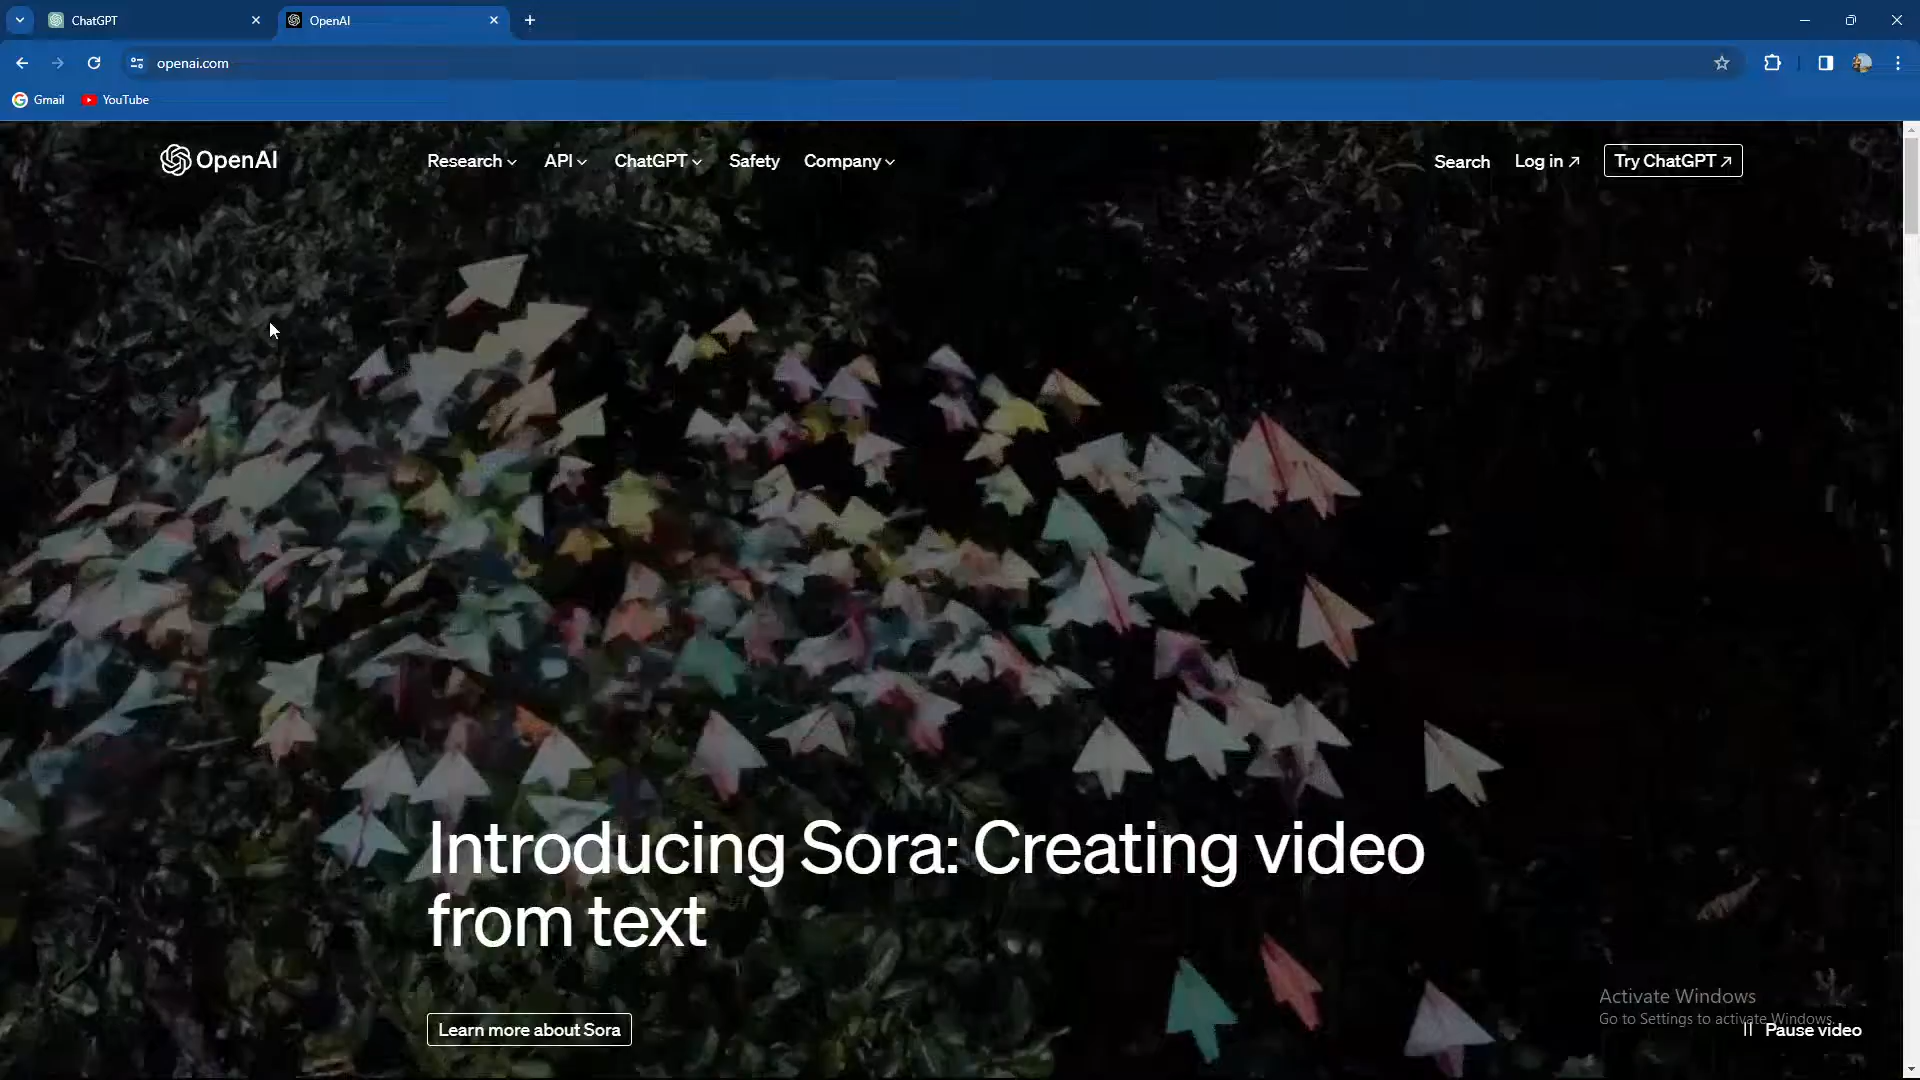 ChatGPT
OpenAI
openai.com
Gmail
YouTube
OpenAI
Research
API
ChatGPT
Safety
Company
Search
Log in
Try ChatGPT
Introducing Sora: Creating video
from text
Learn more about Sora
Activate Windows
Go to Settings to activate Windows.
Pause video